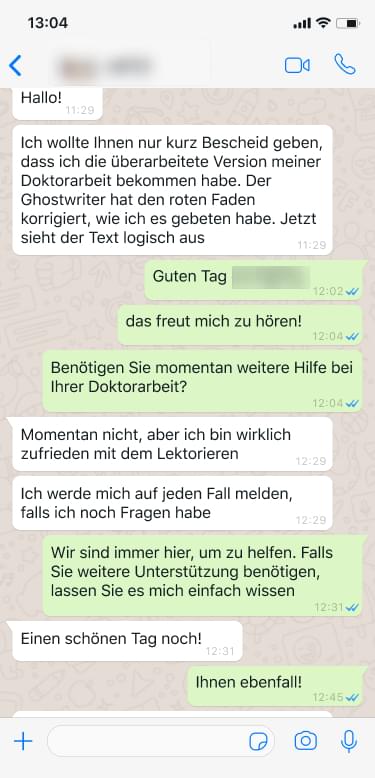 13:04
Hallo!
11:29
Ich wollte Ihnen nur kurz Bescheid geben,
dass ich die überarbeitete Version meiner
Doktorarbeit bekommen habe. Der
Ghostwriter hat den roten Faden
korrigiert, wie ich es gebeten habe. Jetzt
sieht der Text logisch aus
11:29
Guten Tag
12:02
das freut mich zu hören!
12:04
Benötigen Sie momentan weitere Hilfe bei
Ihrer Doktorarbeit?
12:04
Momentan nicht, aber ich bin wirklich
zufrieden mit dem Lektorieren
12:29
Ich werde mich auf jeden Fall melden,
falls ich noch Fragen habe
12:29
Wir sind immer hier, um zu helfen. Falls
Sie weitere Unterstützung benötigen,
lassen Sie es mich einfach wissen
12:31
Einen schönen Tag noch!
12:31
Ihnen ebenfall!
12:45